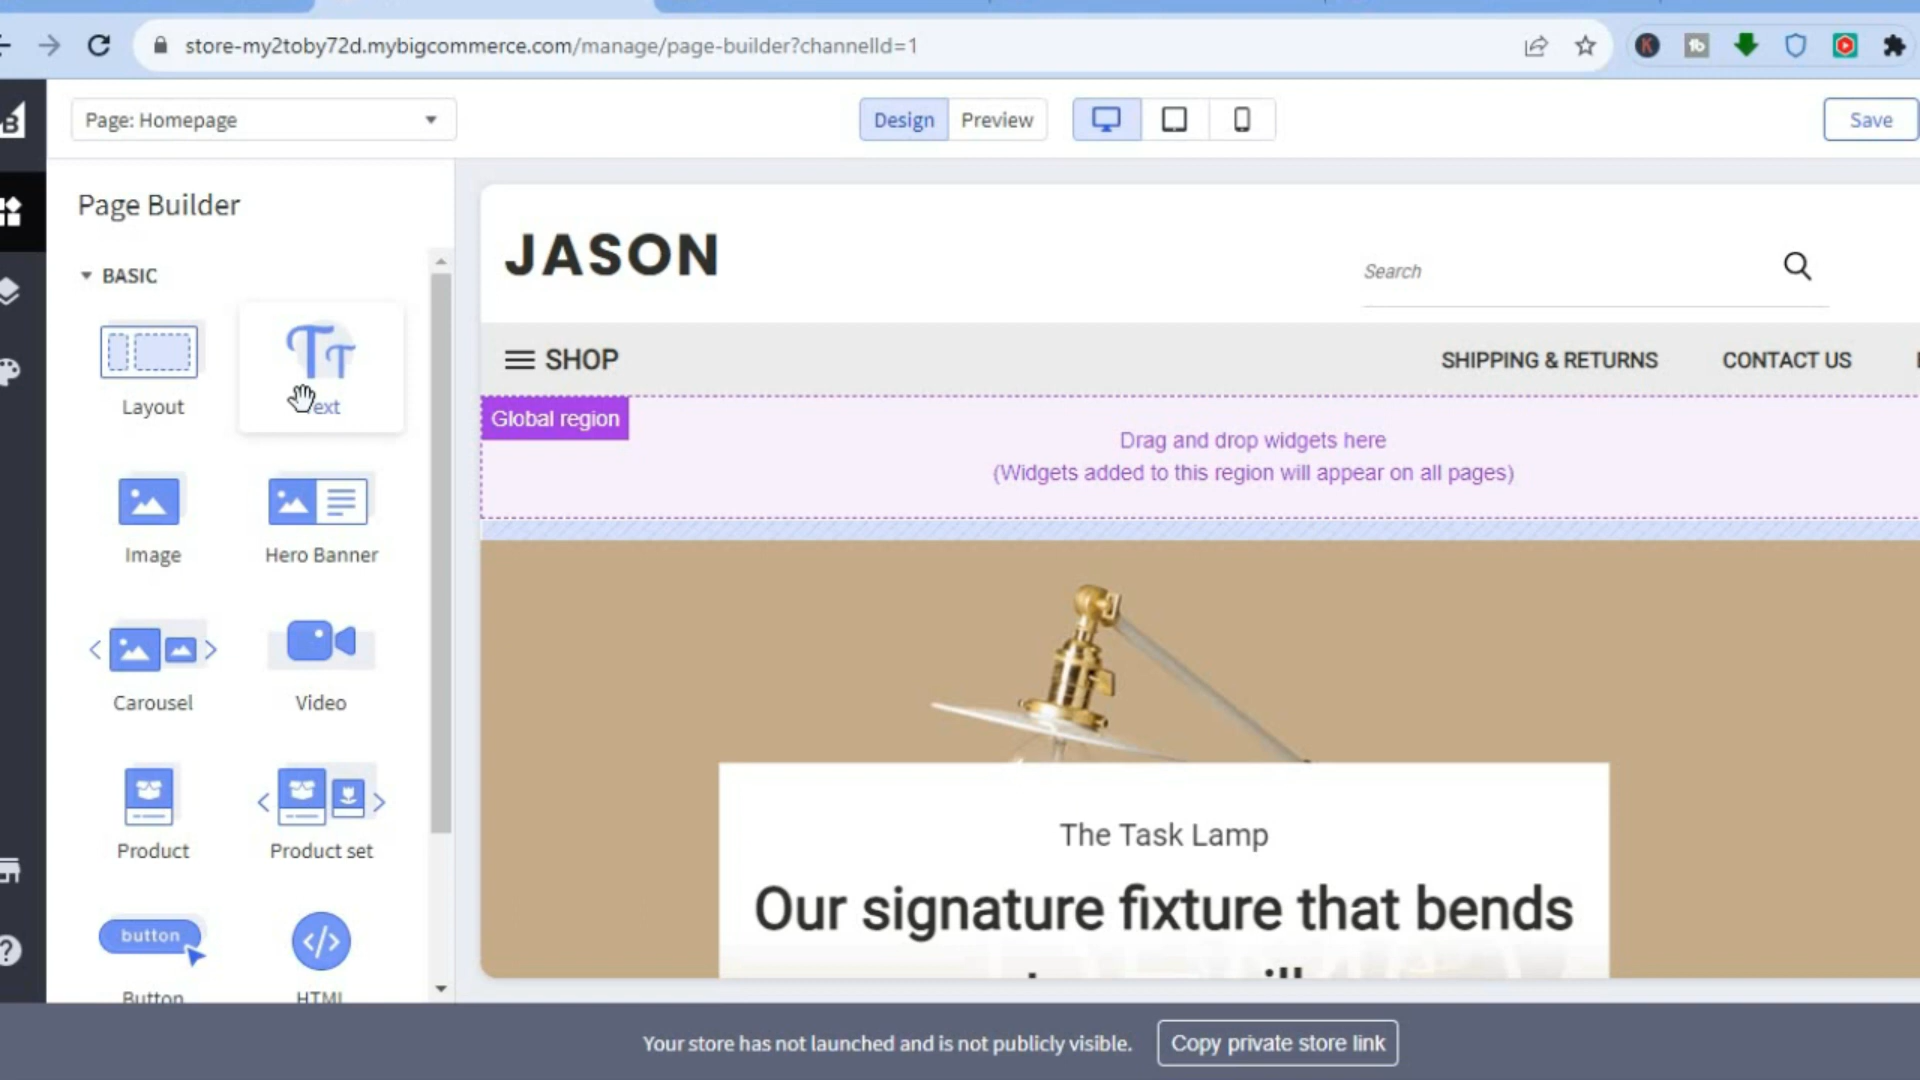 store-my2toby72d.mybigcommerce.com/manage/page-builder?channelId=1
Page: Homepage
Design
Preview
Save
Page Builder
BASIC
Layout
Text
Image
Hero Banner
Carousel
Video
Product
Product set
button
Button
HTML
JASON
Search
SHOP
SHIPPING & RETURNS
CONTACT US
Global region
Drag and drop widgets here
(Widgets added to this region will appear on all pages)
The Task Lamp
Our signature fixture that bends
Your store has not launched and is not publicly visible.
Copy private store link